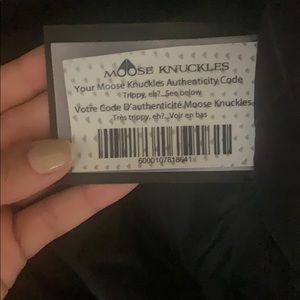 MOOSE KNUCKLES
Your Moose Knuckles Authenticity Code
Trippy, eh?...See below
Votre Code D'authenticité Moose Knuckles
Très trippy, eh?...Voir en bas
6000107818641